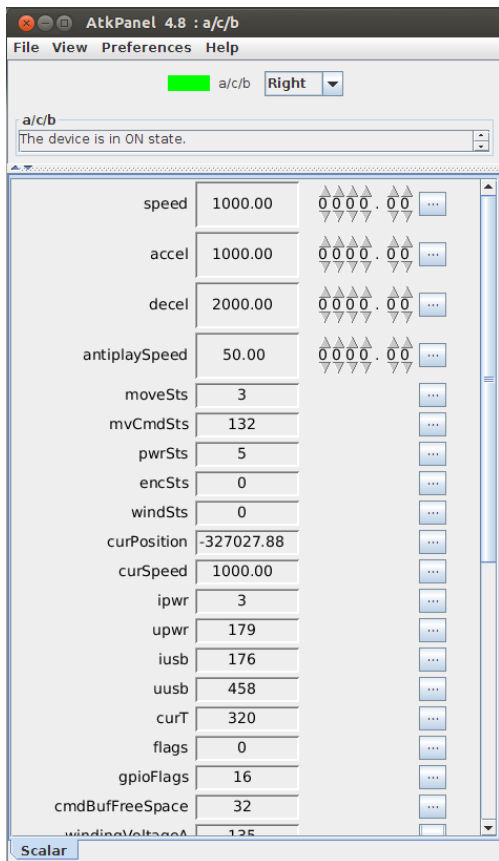 AtkPanel 4.8 : a/c/b
File View Preferences Help
a/c/b Right
a/c/b
The device is in ON state.
speed 1000.00 0000.00 ...
accel 1000.00 0000.00 ...
decel 2000.00 0000.00 ...
antiplaySpeed 50.00 0000.00 ...
moveSts 3 ...
mvCmdSts 132 ...
pwrSts 5 ...
encSts 0 ...
windSts 0 ...
curPosition -327027.88 ...
curSpeed 1000.00 ...
ipwr 3 ...
upwr 179 ...
iusb 176 ...
uusb 458 ...
curT 320 ...
flags 0 ...
gpioFlags 16 ...
cmdBufFreeSpace 32 ...
windingVoltageA 135
Scalar